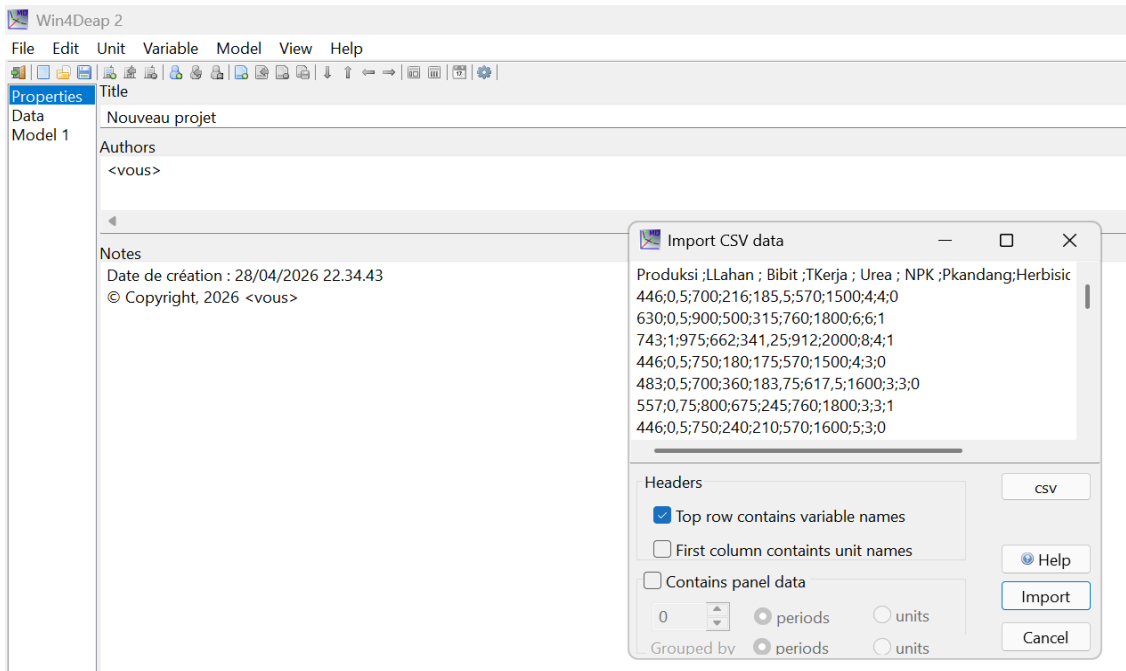 Win4Deap 2
File Edit Unit Variable Model View Help
Properties
Data
Model 1
Title
Nouveau projet
Authors
<vous>
Notes
Date de création : 28/04/2026 22.34.43
© Copyright, 2026 <vous>
Import CSV data
Produksi ;LLahan ; Bibit ;TKerja ; Urea ; NPK ;Pkandang;Herbisic
446;0,5;700;216;185,5;570;1500;4;4;0
630;0,5;900;500;315;760;1800;6;6;1
743;1;975;662;341,25;912;2000;8;4;1
446;0,5;750;180;175;570;1500;4;3;0
483;0,5;700;360;183,75;617,5;1600;3;3;0
557;0,75;800;675;245;760;1800;3;3;1
446;0,5;750;240;210;570;1600;5;3;0
Headers
Top row contains variable names
First column containts unit names
Contains panel data
0 periods units
Grouped by periods units
csv
Help
Import
Cancel